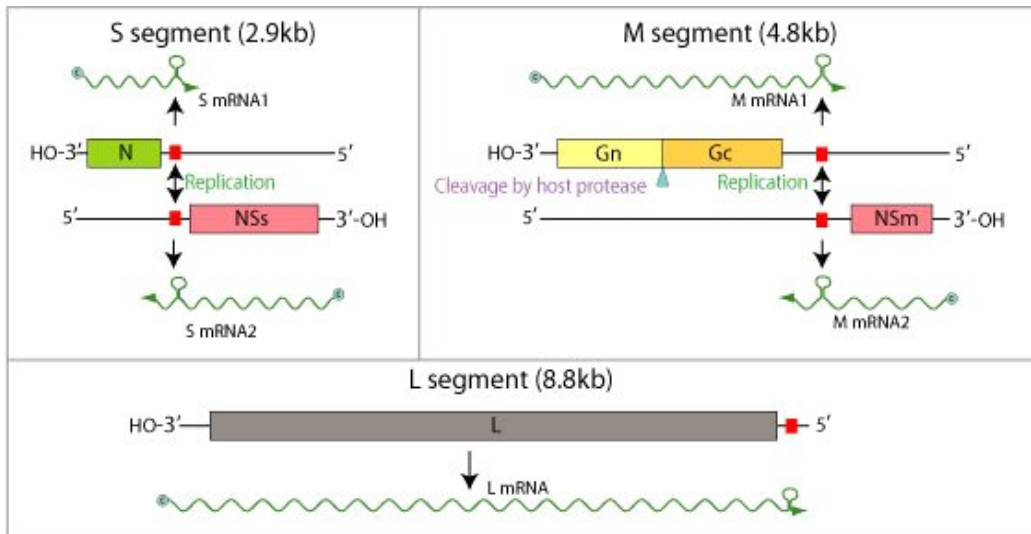 S segment (2.9kb)
C
S mRNA1
HO-3′
N
5′
Replication
5′
NSs
3′-OH
C
S mRNA2
M segment (4.8kb)
C
M mRNA1
HO-3′
Gn
Gc
5′
Cleavage by host protease
Replication
5′
NSm
3′-OH
C
M mRNA2
L segment (8.8kb)
HO-3′
L
5′
L mRNA
C